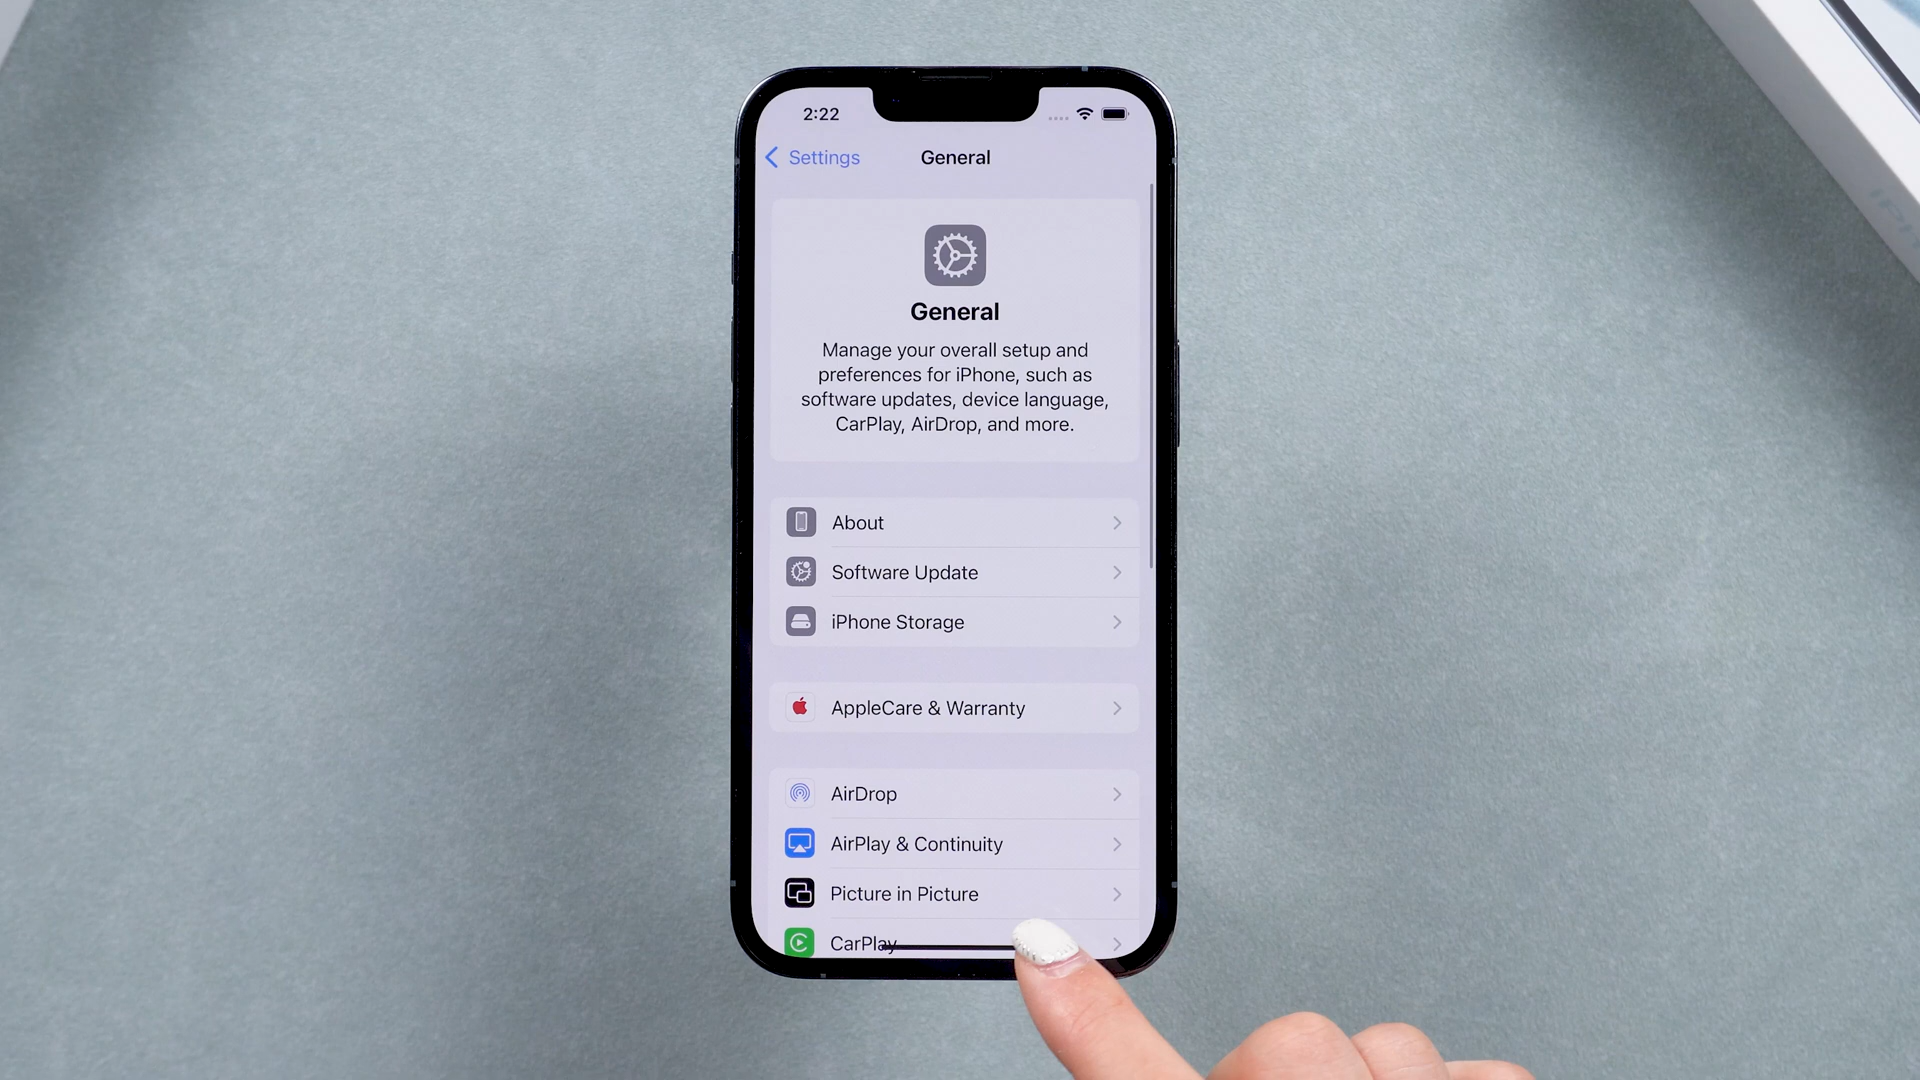 2:22
Settings
General
General
Manage your overall setup and
preferences for iPhone, such as
software updates, device language,
CarPlay, AirDrop, and more.
About
Software Update
iPhone Storage
AppleCare & Warranty
AirDrop
AirPlay & Continuity
Picture in Picture
CarPlay